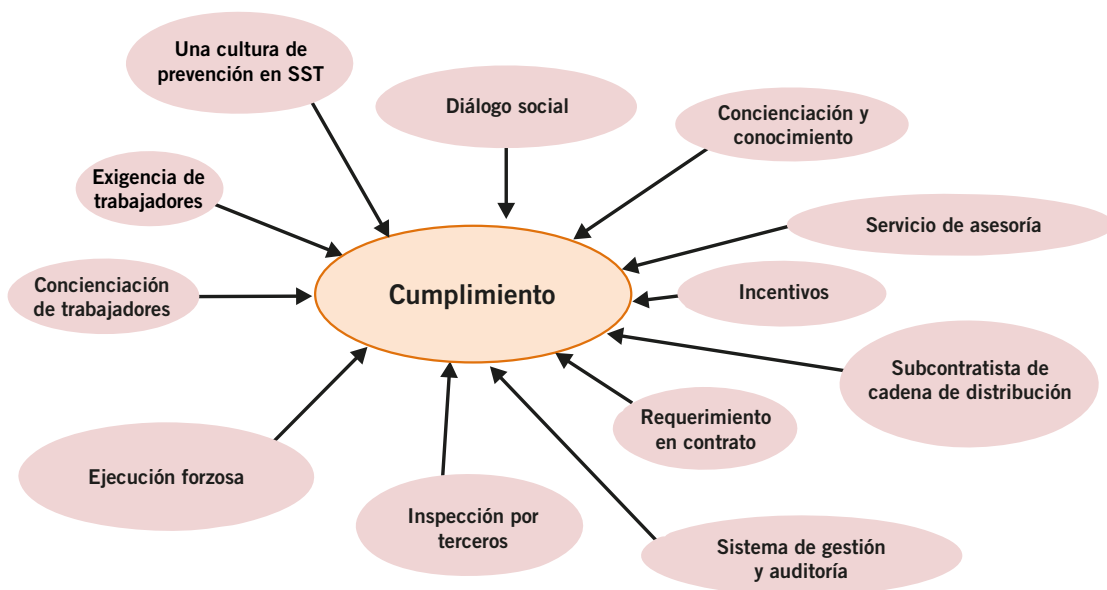 Una cultura de
prevención en SST
Diálogo social
Concienciación y
conocimiento
Exigencia de
trabajadores
Servicio de asesoría
Concienciación
de trabajadores
Cumplimiento
Incentivos
Subcontratista de
cadena de distribución
Requerimiento
en contrato
Ejecución forzosa
Inspección por
terceros
Sistema de gestión
y auditoría